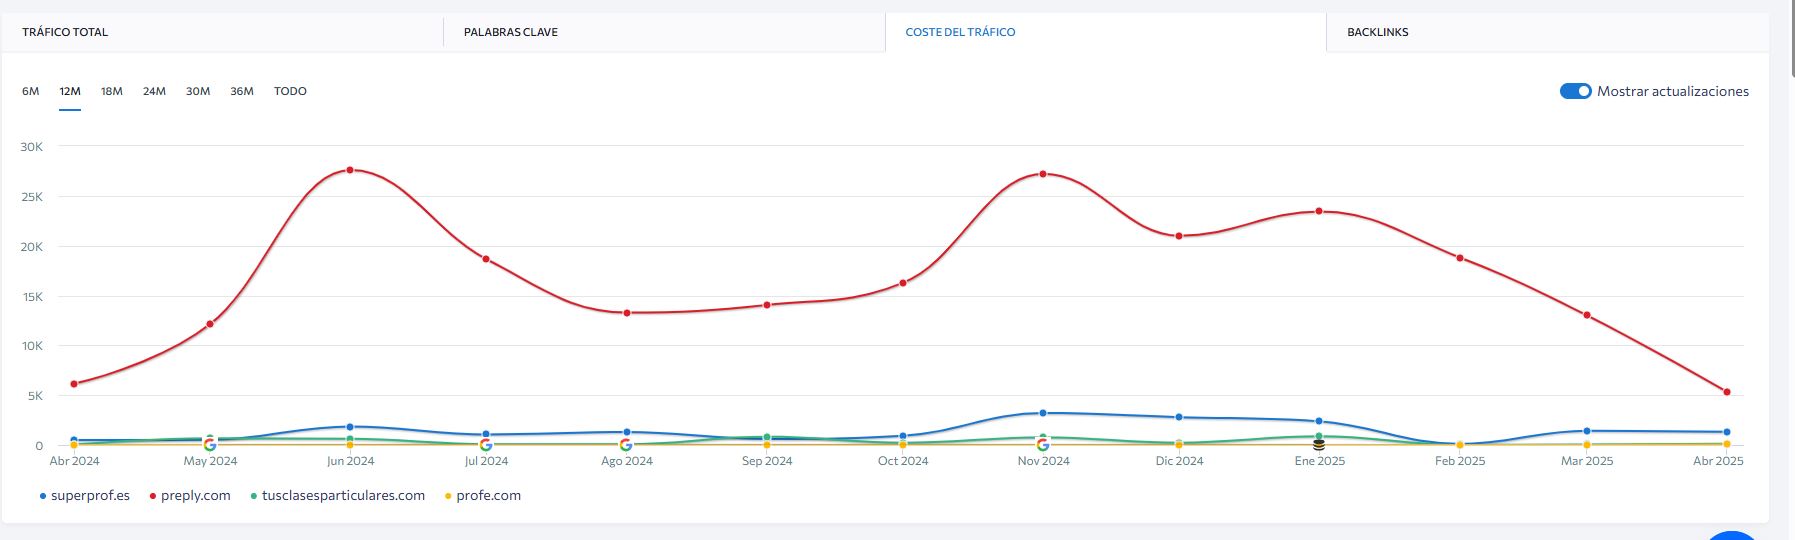 TRÁFICO TOTAL PALABRAS CLAVE COSTE DEL TRÁFICO BACKLINKS
6M 12M 18M 24M 30M 36M TODO Mostrar actualizaciones
30K
25K
20K
15K
10K
5K
0
Abr 2024 May 2024 Jun 2024 Jul 2024 Ago 2024 Sep 2024 Oct 2024 Nov 2024 Dic 2024 Ene 2025 Feb 2025 Mar 2025 Abr 2025
superprof.es preply.com tusclasesparticulares.com profe.com